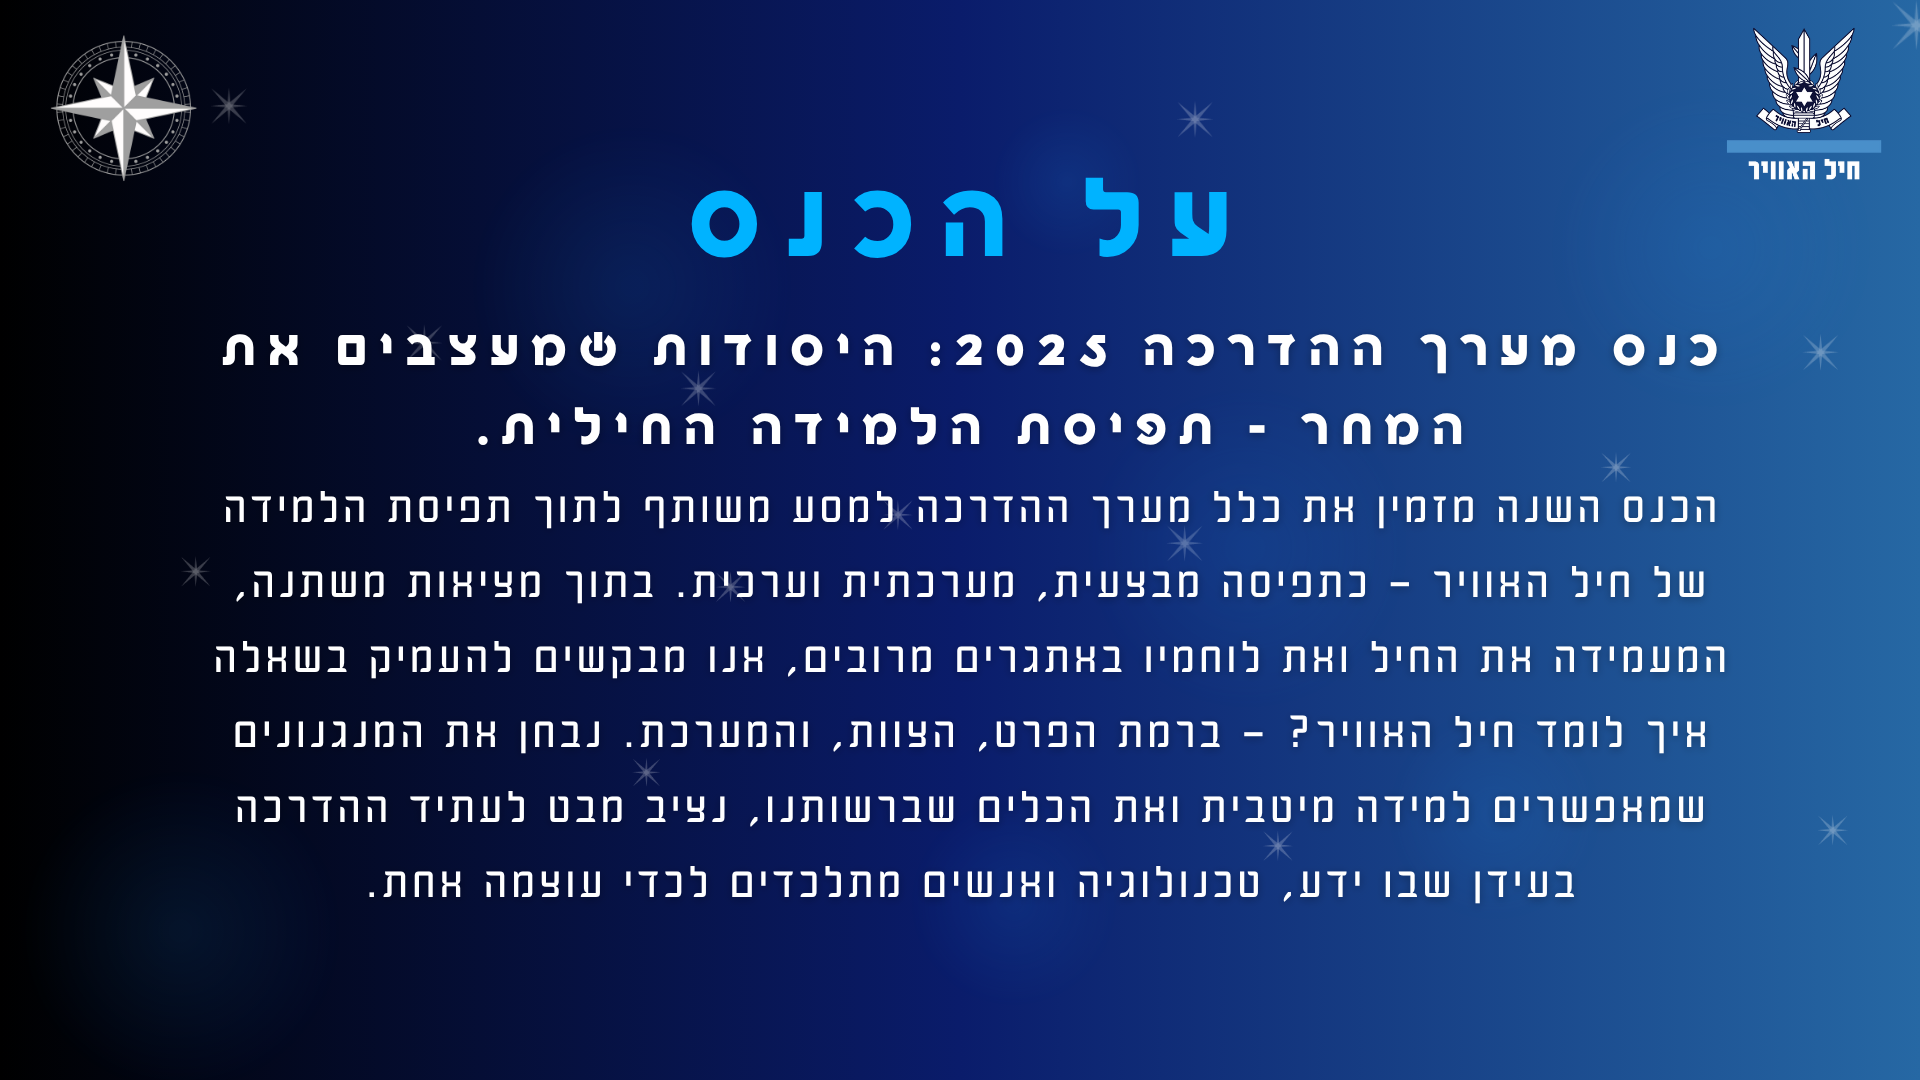 חיל האוויר
חיל האוויר
על הכנס
כנס מערך ההדרכה 2025: היסודות שמעצבים את
המחר - תפיסת הלמידה החילית.
הכנס השנה מזמין את כלל מערך ההדרכה למסע משותף לתוך תפיסת הלמידה
של חיל האוויר – כתפיסה מבצעית, מערכתית וערכית. בתוך מציאות משתנה,
המעמידה את החיל ואת לוחמיו באתגרים מרובים, אנו מבקשים להעמיק בשאלה
איך לומד חיל האוויר? – ברמת הפרט, הצוות, והמערכת. נבחן את המנגנונים
שמאפשרים למידה מיטבית ואת הכלים שברשותנו, נציב מבט לעתיד ההדרכה
בעידן שבו ידע, טכנולוגיה ואנשים מתלכדים לכדי עוצמה אחת.